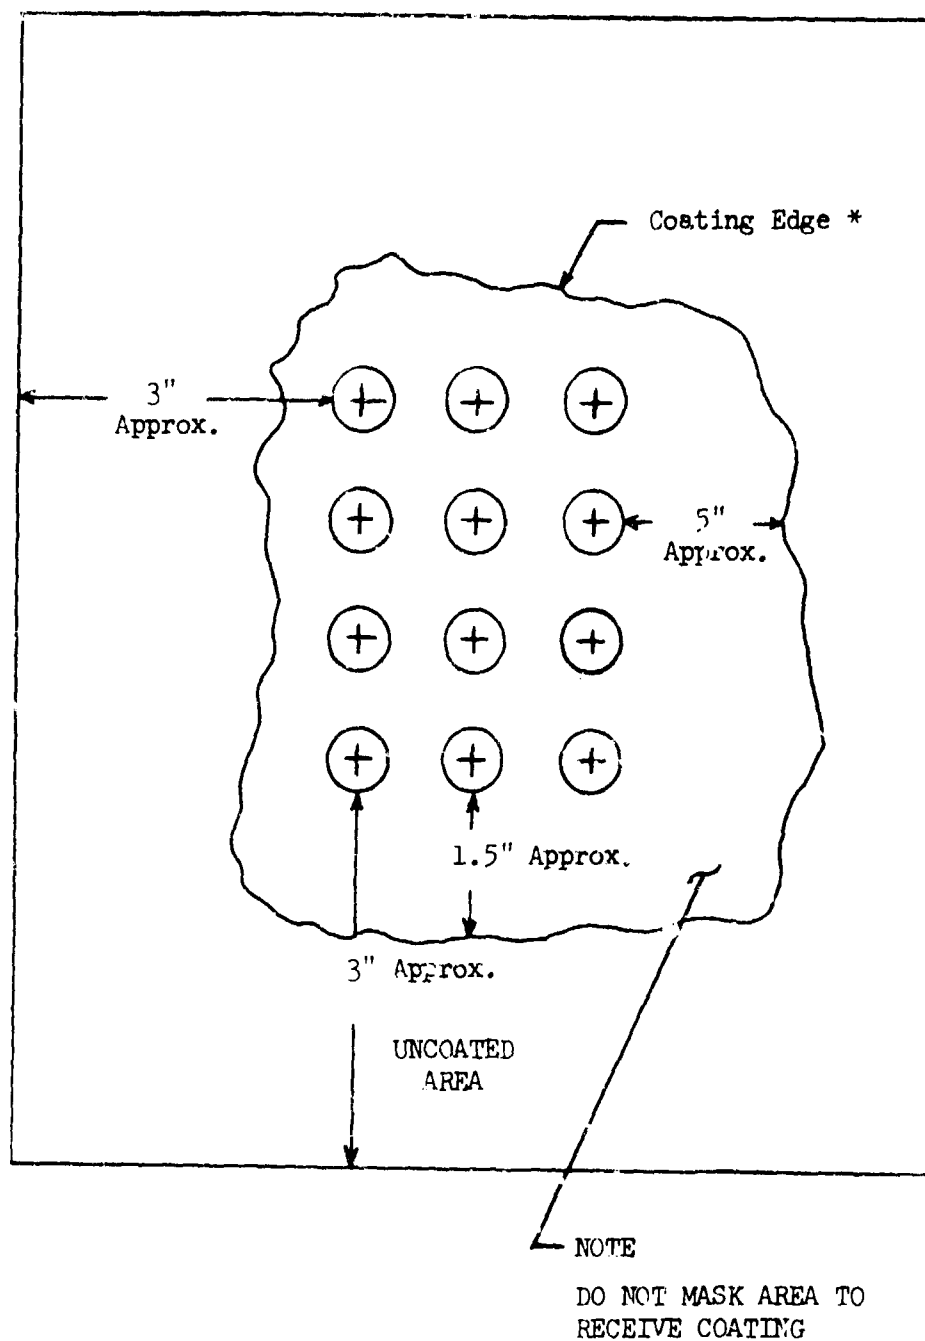 Coating Edge *
3"
Approx.
5"
Approx.
1.5" Approx.
3" Approx.
UNCOATED
AREA
NOTE
DO NOT MASK AREA TO
RECEIVE COATING